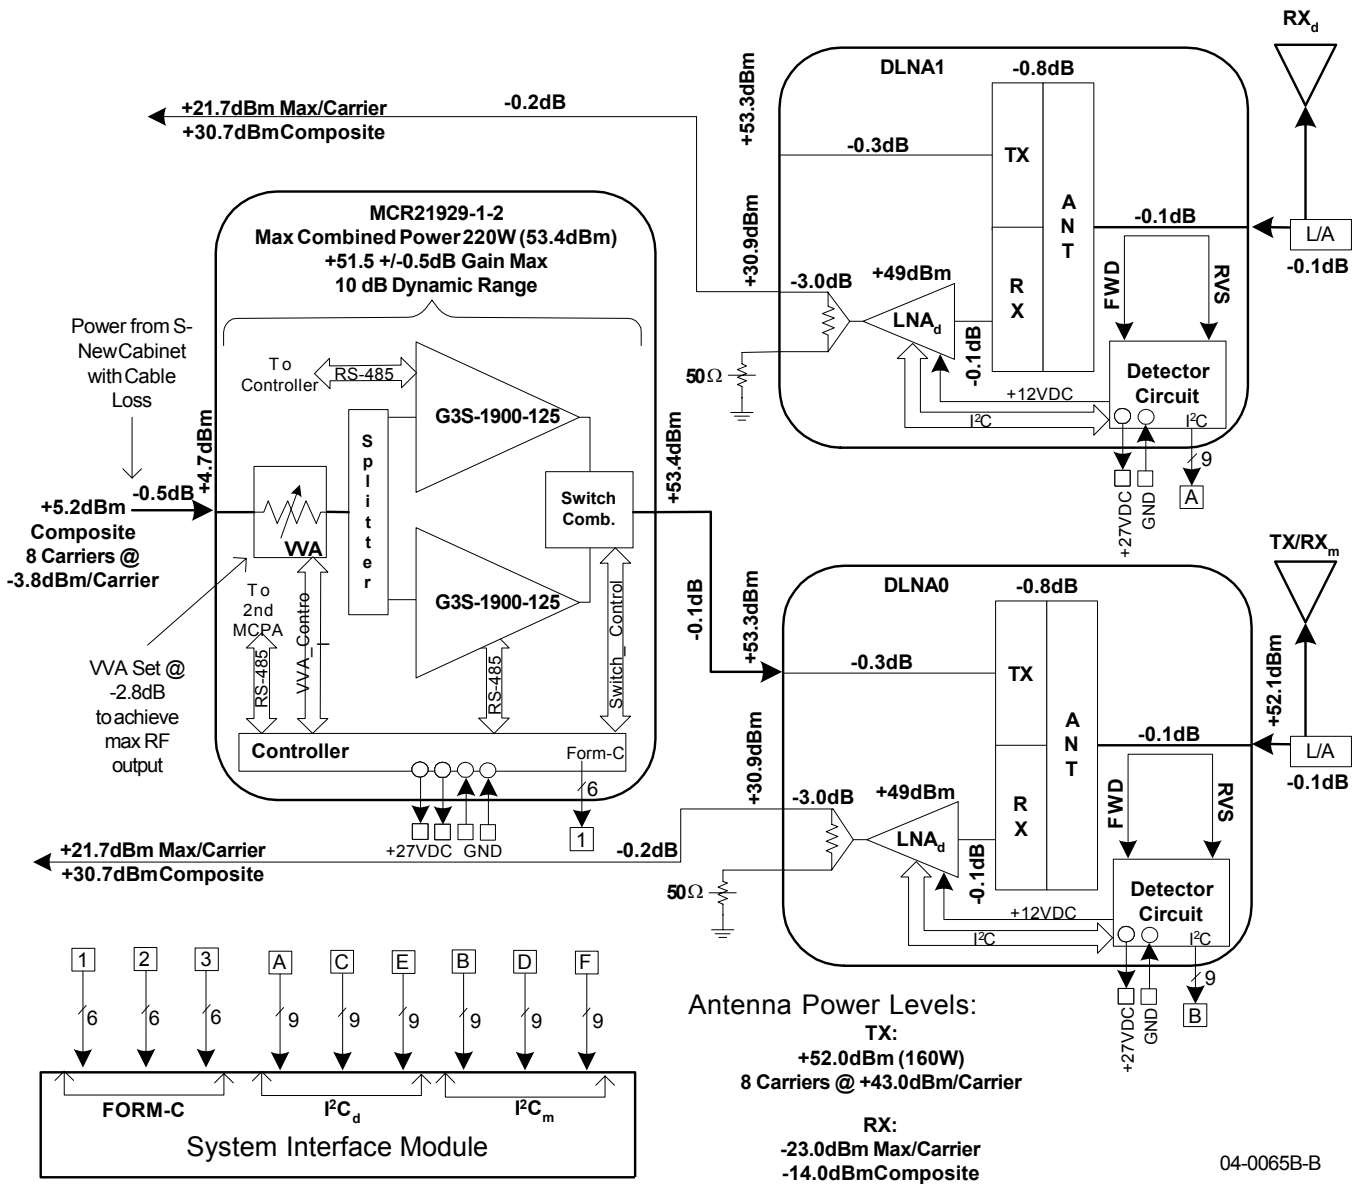 RXd
DLNA1
-0.8dB
+21.7dBm Max/Carrier
+30.7dBmComposite
-0.2dB
+53.3dBm
-0.3dB
TX
ANT
-0.1dB
L/A
-0.1dB
+30.9dBm
-3.0dB
+49dBm
RX
LNAd
-0.1dB
FWD
RVS
Detector
Circuit
50Ω
+12VDC
I²C
I²C
9
+27VDC
GND
A
MCR21929-1-2
Max Combined Power 220W (53.4dBm)
+51.5 +/-0.5dB Gain Max
10 dB Dynamic Range
Power from S-
New Cabinet
with Cable
Loss
To
Controller
RS-485
G3S-1900-125
Splitter
+4.7dBm
-0.5dB
+5.2dBm
Composite
8 Carriers @
-3.8dBm/Carrier
VVA
Switch
Comb.
+53.4dBm
-0.1dB
G3S-1900-125
To
2nd
MCPA
RS-485
VVA_Control
RS-485
Switch_Control
VVA Set @
-2.8dB
to achieve
max RF
output
Controller
Form-C
6
+27VDC
GND
1
TX/RXm
DLNA0
-0.8dB
+53.3dBm
-0.3dB
TX
ANT
-0.1dB
+52.1dBm
L/A
-0.1dB
+30.9dBm
-3.0dB
+49dBm
RX
LNAd
-0.1dB
FWD
RVS
Detector
Circuit
50Ω
+12VDC
I²C
I²C
9
+27VDC
GND
B
+21.7dBm Max/Carrier
+30.7dBmComposite
-0.2dB
1 2 3 A C E B D F
6 6 6 9 9 9 9 9 9
FORM-C
I²Cd
I²Cm
System Interface Module
Antenna Power Levels:
TX:
+52.0dBm (160W)
8 Carriers @ +43.0dBm/Carrier
RX:
-23.0dBm Max/Carrier
-14.0dBmComposite
04-0065B-B